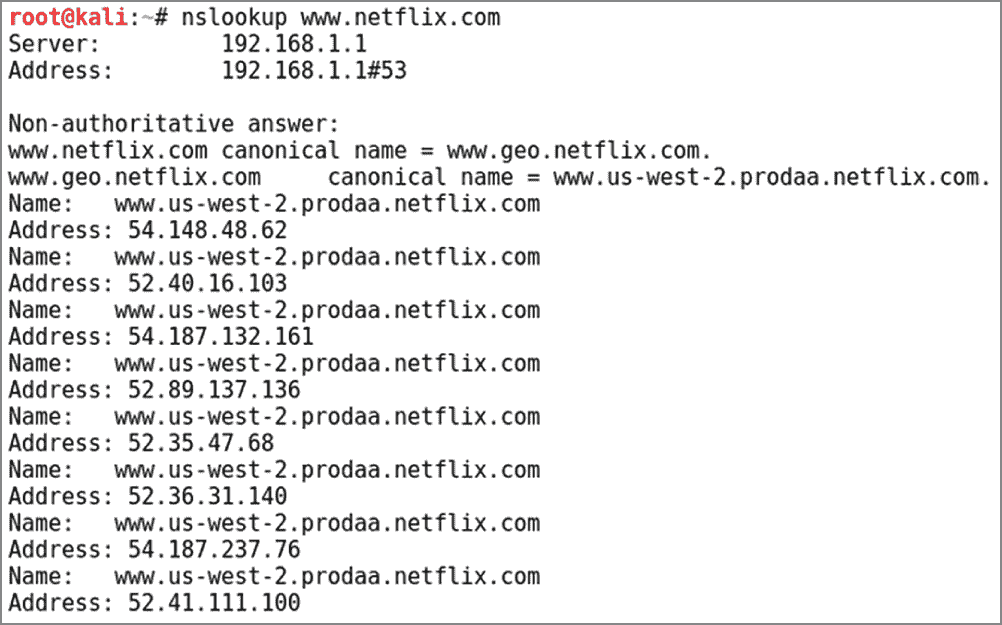 root@kali:~# nslookup www.netflix.com
Server:         192.168.1.1
Address:        192.168.1.1#53

Non-authoritative answer:
www.netflix.com canonical name = www.geo.netflix.com.
www.geo.netflix.com     canonical name = www.us-west-2.prodaa.netflix.com.
Name:   www.us-west-2.prodaa.netflix.com
Address: 54.148.48.62
Name:   www.us-west-2.prodaa.netflix.com
Address: 52.40.16.103
Name:   www.us-west-2.prodaa.netflix.com
Address: 54.187.132.161
Name:   www.us-west-2.prodaa.netflix.com
Address: 52.89.137.136
Name:   www.us-west-2.prodaa.netflix.com
Address: 52.35.47.68
Name:   www.us-west-2.prodaa.netflix.com
Address: 52.36.31.140
Name:   www.us-west-2.prodaa.netflix.com
Address: 54.187.237.76
Name:   www.us-west-2.prodaa.netflix.com
Address: 52.41.111.100